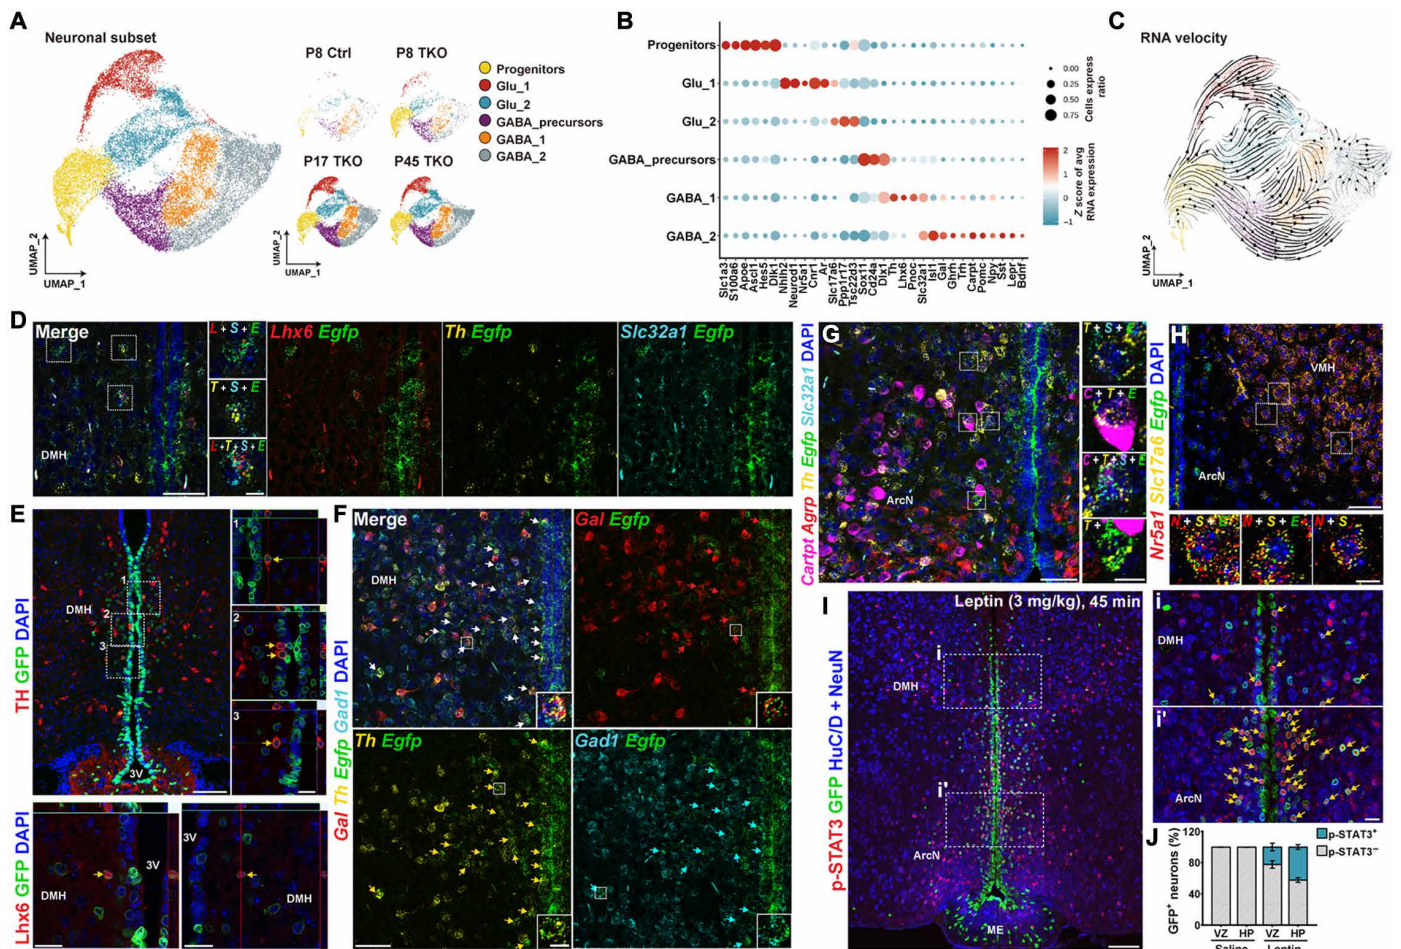 A
Neuronal subset
P8 Ctrl
P8 TKO
P17 TKO
P45 TKO
Progenitors
Glu_1
Glu_2
GABA_precursors
GABA_1
GABA_2
UMAP_2
UMAP_1
UMAP_1
B
Progenitors
Glu_1
Glu_2
GABA_precursors
GABA_1
GABA_2
Slc1a3
S100a6
Apoe
Ascl1
Hes5
Dlk1
Nhlh2
Neurod1
Nr5a1
Cnr1
Ar
Slc17a6
Ppp1r17
Tsc22d3
Sox11
Cd24a
Dlx1
Th
Lhx6
Pnoc
Slc32a1
Isl1
Gal
Ghrh
Trh
Cartpt
Pomc
Npy
Sst
Lepr
Bdnf
0.00
0.25
0.50
0.75
Cells express
ratio
2
1
0
−1
Z score of avg
RNA expression
C
RNA velocity
UMAP_2
UMAP_1
D
Merge
DMH
L + S + E
T + S + E
L+T+S+E
Lhx6 Egfp
Th Egfp
Slc32a1 Egfp
E
TH GFP DAPI
DMH
1
2
3
3V
1
2
3
Lhx6 GFP DAPI
DMH
3V
3V
DMH
F
Gal Th Egfp Gad1 DAPI
Merge
DMH
Gal Egfp
Th Egfp
Gad1 Egfp
G
Cartpt Agrp Th Egfp Slc32a1 DAPI
ArcN
T + S + E
C + T + E
C+T+S+E
T + E
H
Nr5a1 Slc17a6 Egfp DAPI
VMH
ArcN
N + S + E
N + S + E
N + S
I
p-STAT3 GFP HuC/D + NeuN
Leptin (3 mg/kg), 45 min
i
DMH
i'
ArcN
ME
i
DMH
i'
ArcN
J
GFP+ neurons (%)
120
80
40
0
p-STAT3+
p-STAT3−
VZ HP VZ HP
Saline Leptin